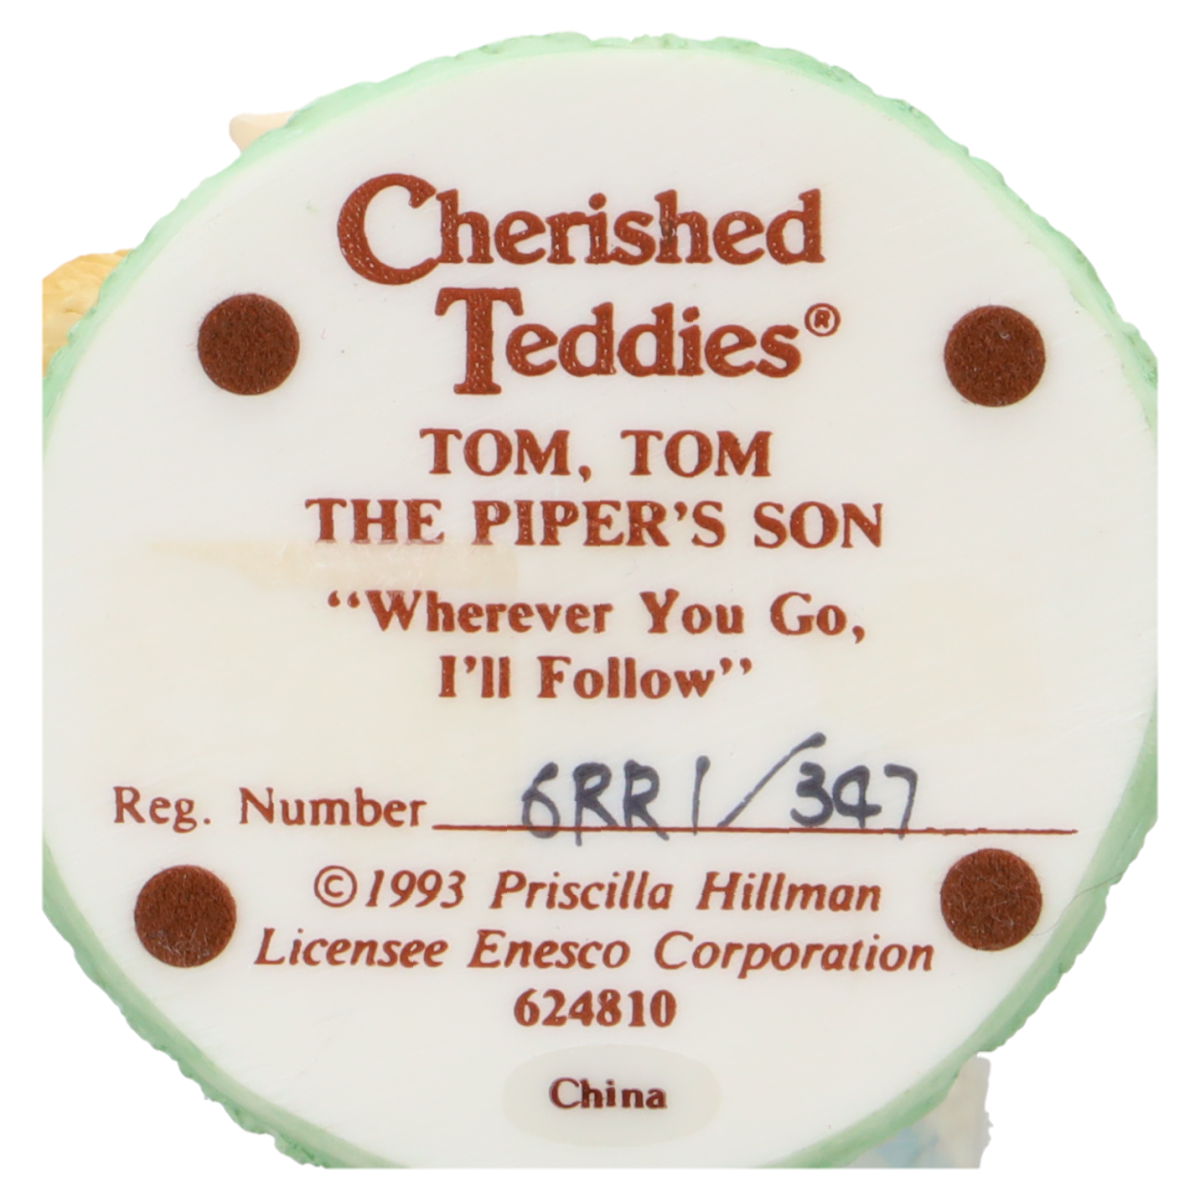 Cherished
Teddies®
TOM, TOM
THE PIPER'S SON
“Wherever You Go,
I'll Follow”
Reg. Number 6RR1/347
©1993 Priscilla Hillman
Licensee Enesco Corporation
624810
China